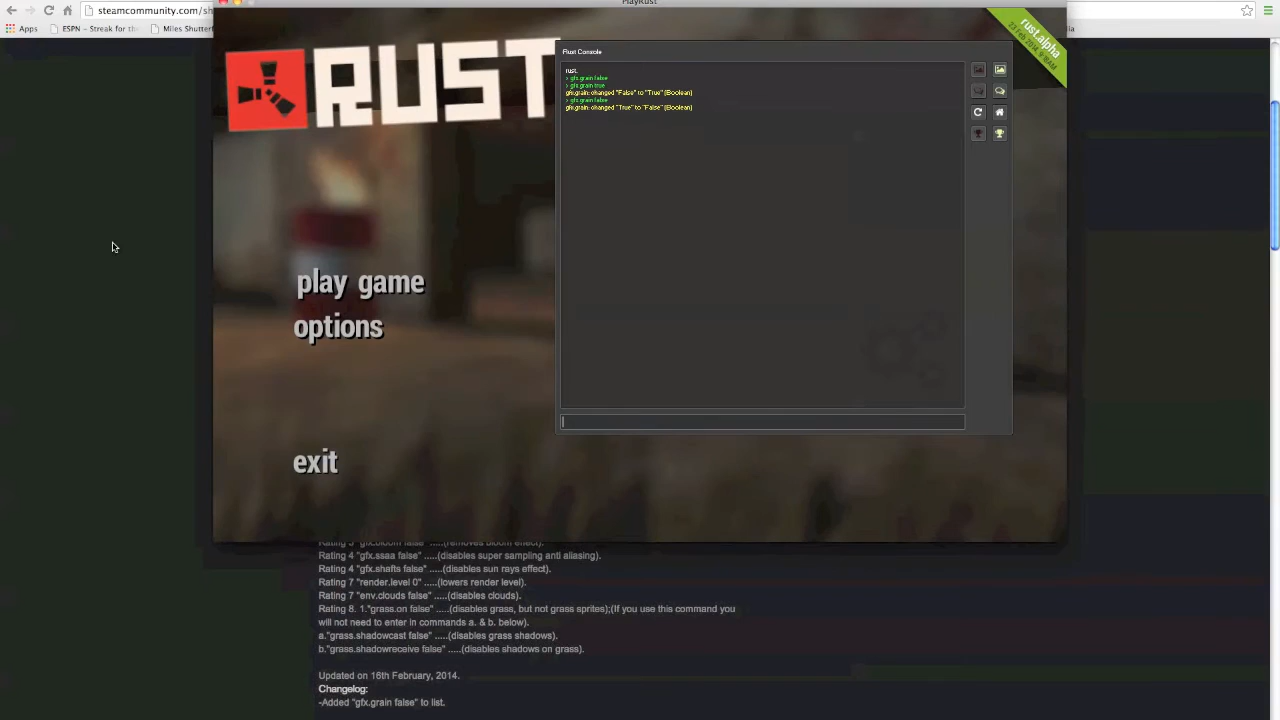 steamcommunity.com/sh
PlayRust
Apps
ESPN – Streak for the
Miles Shutterf
RUST
rust.alpha
Rust Console
rust.
> gfx.grain false
> gfx.grain true
gfx.grain: changed "False" to "True" (Boolean)
> gfx.grain false
gfx.grain: changed "True" to "False" (Boolean)
play game
options
exit
Rating 4 "gfx.ssaa false" .....(disables super sampling anti aliasing).
Rating 4 "gfx.shafts false" .....(disables sun rays effect).
Rating 7 "render.level 0" .....(lowers render level).
Rating 7 "env.clouds false" .....(disables clouds).
Rating 8. 1."grass.on false" .....(disables grass, but not grass sprites);(If you use this command you
will not need to enter in commands a. & b. below).
a."grass.shadowcast false" .....(disables grass shadows).
b."grass.shadowreceive false" .....(disables shadows on grass).
Updated on 16th February, 2014.
Changelog:
-Added "gfx.grain false" to list.